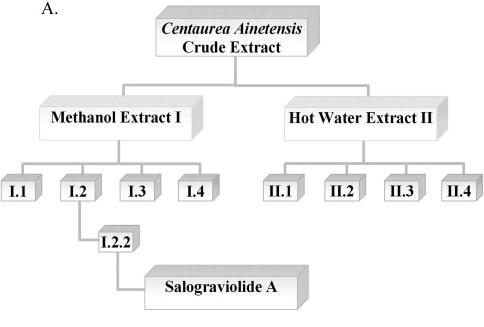 A.
Centaurea Ainetensis
Crude Extract
Methanol Extract I
Hot Water Extract II
I.1
I.2
I.3
I.4
II.1
II.2
II.3
II.4
I.2.2
Salograviolide A